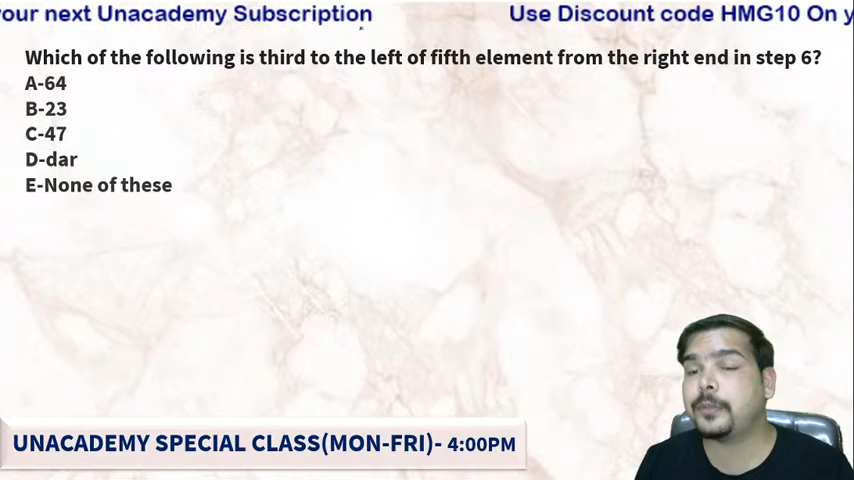 your next Unacademy Subscription Use Discount code HMG10 On y
Which of the following is third to the left of fifth element from the right end in step 6?
A-64
B-23
C-47
D-dar
E-None of these
UNACADEMY SPECIAL CLASS(MON-FRI)- 4:00PM